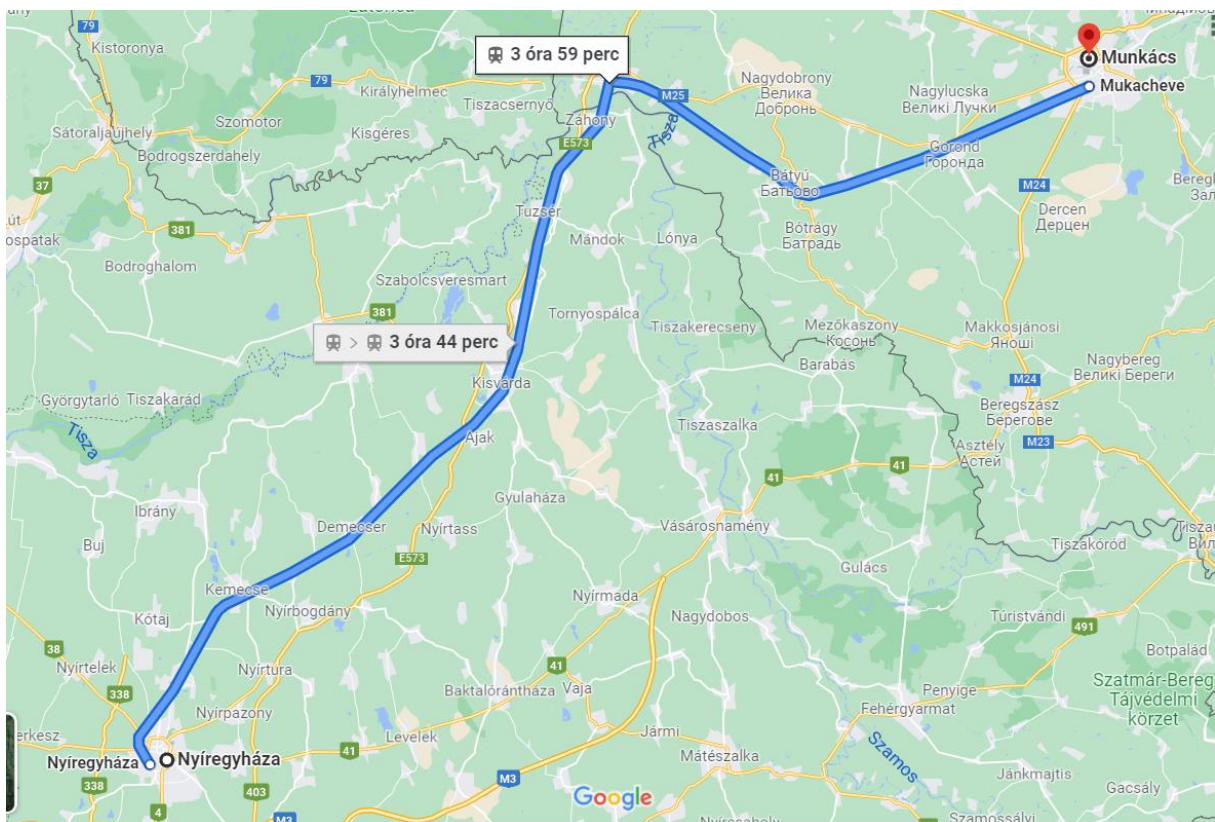 79
Kistoronya
3 óra 59 perc
Munkács
Mukacheve
79
Királyhelmec
Tiszacsernyő
M25
Nagydobrony
Велика
Добронь
Nagylucska
Великі Лучки
Sátoraljaújhely
Szomotor
Kisgéres
Záhony
E573
Tisza
Bodrogszerdahely
Gorond
Горонда
37
Bátyú
Батьово
M24
Dercen
Дерцен
381
ospatak
Tuzsér
Mándok
Lónya
Bótrágy
Батрадь
Bodroghalom
Szabolcsveresmart
381
Tornyospálca
Tiszakerecseny
Mezőkaszony
Косонь
Makkosjánosi
Яноші
3 óra 44 perc
Barabás
Nagybereg
Великі Береги
Kisvárda
M24
Györgytarló
Tiszakarád
Beregszász
Берегове
Tisza
Ajak
Tiszaszalka
Asztély
Астей
M23
41
41
Gyulaháza
Ibrány
Demecser
Nyírtass
Vásárosnamény
Buj
E573
Tiszakóród
Gulács
Kemecse
Nyírmada
Kótaj
Nyírbogdány
Nagydobos
Túristvándi
491
38
Nyírtelek
Nyírtura
41
Botpalád
338
Baktalórántháza
Vaja
Penyige
Szatmár-Bereg
Tájvédelmi
körzet
Nyírpazony
Fehérgyarmat
Levelek
Jármi
Nyíregyháza
Nyíregyháza
41
Mátészalka
Szamos
338
403
M3
Jánkmajtis
Gacsály
4
Google
M3